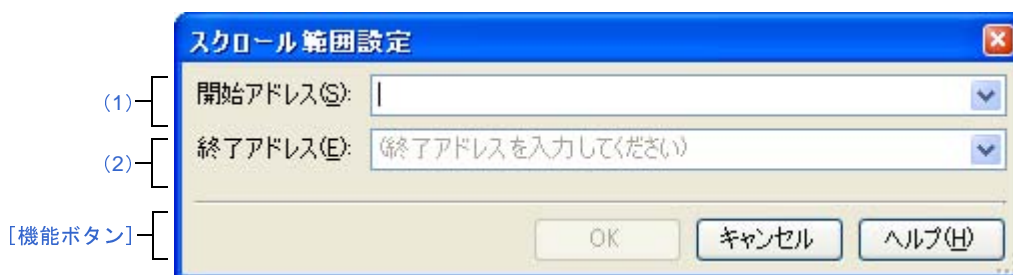 スクロール範囲設定
(1)
開始アドレス(S):
(2)
終了アドレス(E): (終了アドレスを入力してください)
[機能ボタン]
OK キャンセル ヘルプ(H)